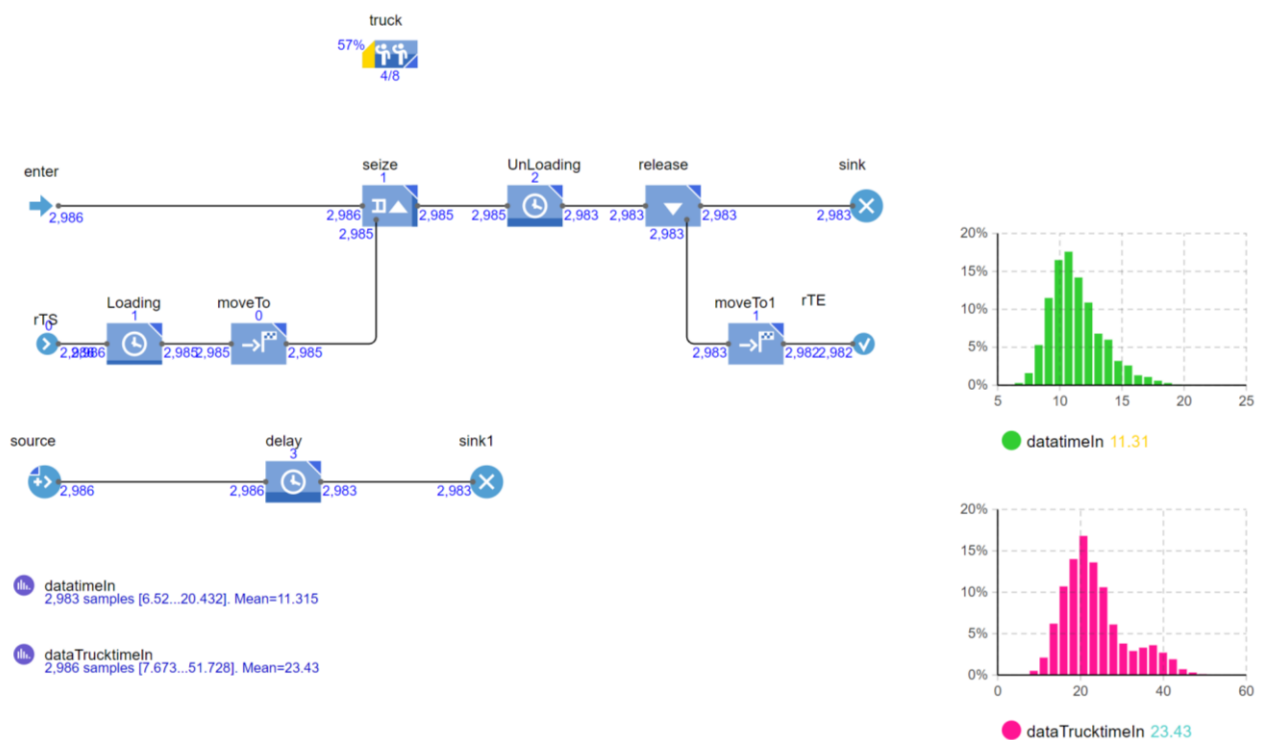 truck
57%
4/8
enter
seize
1
UnLoading
2
release
sink
2,986
2,986
2,985
2,985
2,983
2,983
2,983
2,983
2,985
2,983
rTS
0
Loading
1
moveTo
0
moveTo1
1
rTE
2,986
2,986
2,985
2,985
2,985
2,983
2,982
2,982
source
delay
3
sink1
2,986
2,986
2,983
2,983
datatimeIn
2,983 samples [6.52...20.432]. Mean=11.315
dataTrucktimeIn
2,986 samples [7.673...51.728]. Mean=23.43
20%
15%
10%
5%
0%
5 10 15 20 25
datatimeIn 11.31
20%
15%
10%
5%
0%
0 20 40 60
dataTrucktimeIn 23.43